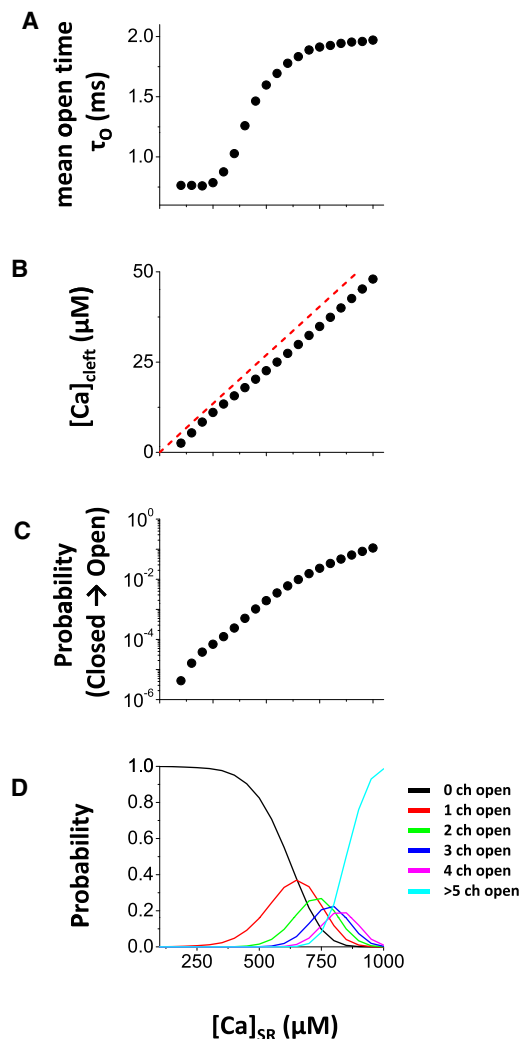 A
mean open time
τO (ms)
2.0
1.5
1.0
B
[Ca]cleft (µM)
50
25
0
C
Probability
(Closed → Open)
10^0
10^-2
10^-4
10^-6
D
Probability
1.0
0.8
0.6
0.4
0.2
0.0
250
500
750
1000
0 ch open
1 ch open
2 ch open
3 ch open
4 ch open
>5 ch open
[Ca]SR (µM)